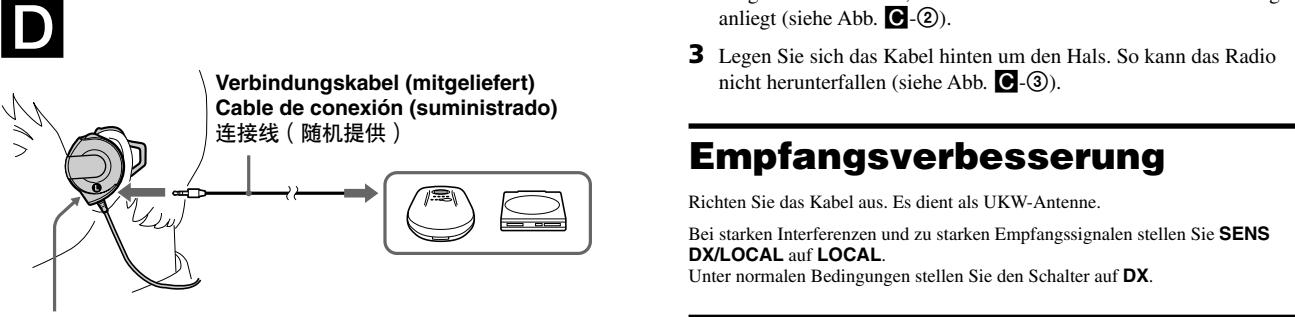 D
Verbindungskabel (mitgeliefert)
Cable de conexión (suministrado)
连接线（随机提供）
anliegt (siehe Abb. C-②).
3 Legen Sie sich das Kabel hinten um den Hals. So kann das Radio
nicht herunterfallen (siehe Abb. C-③).
Empfangsverbesserung
Richten Sie das Kabel aus. Es dient als UKW-Antenne.
Bei starken Interferenzen und zu starken Empfangssignalen stellen Sie SENS
DX/LOCAL auf LOCAL.
Unter normalen Bedingungen stellen Sie den Schalter auf DX.